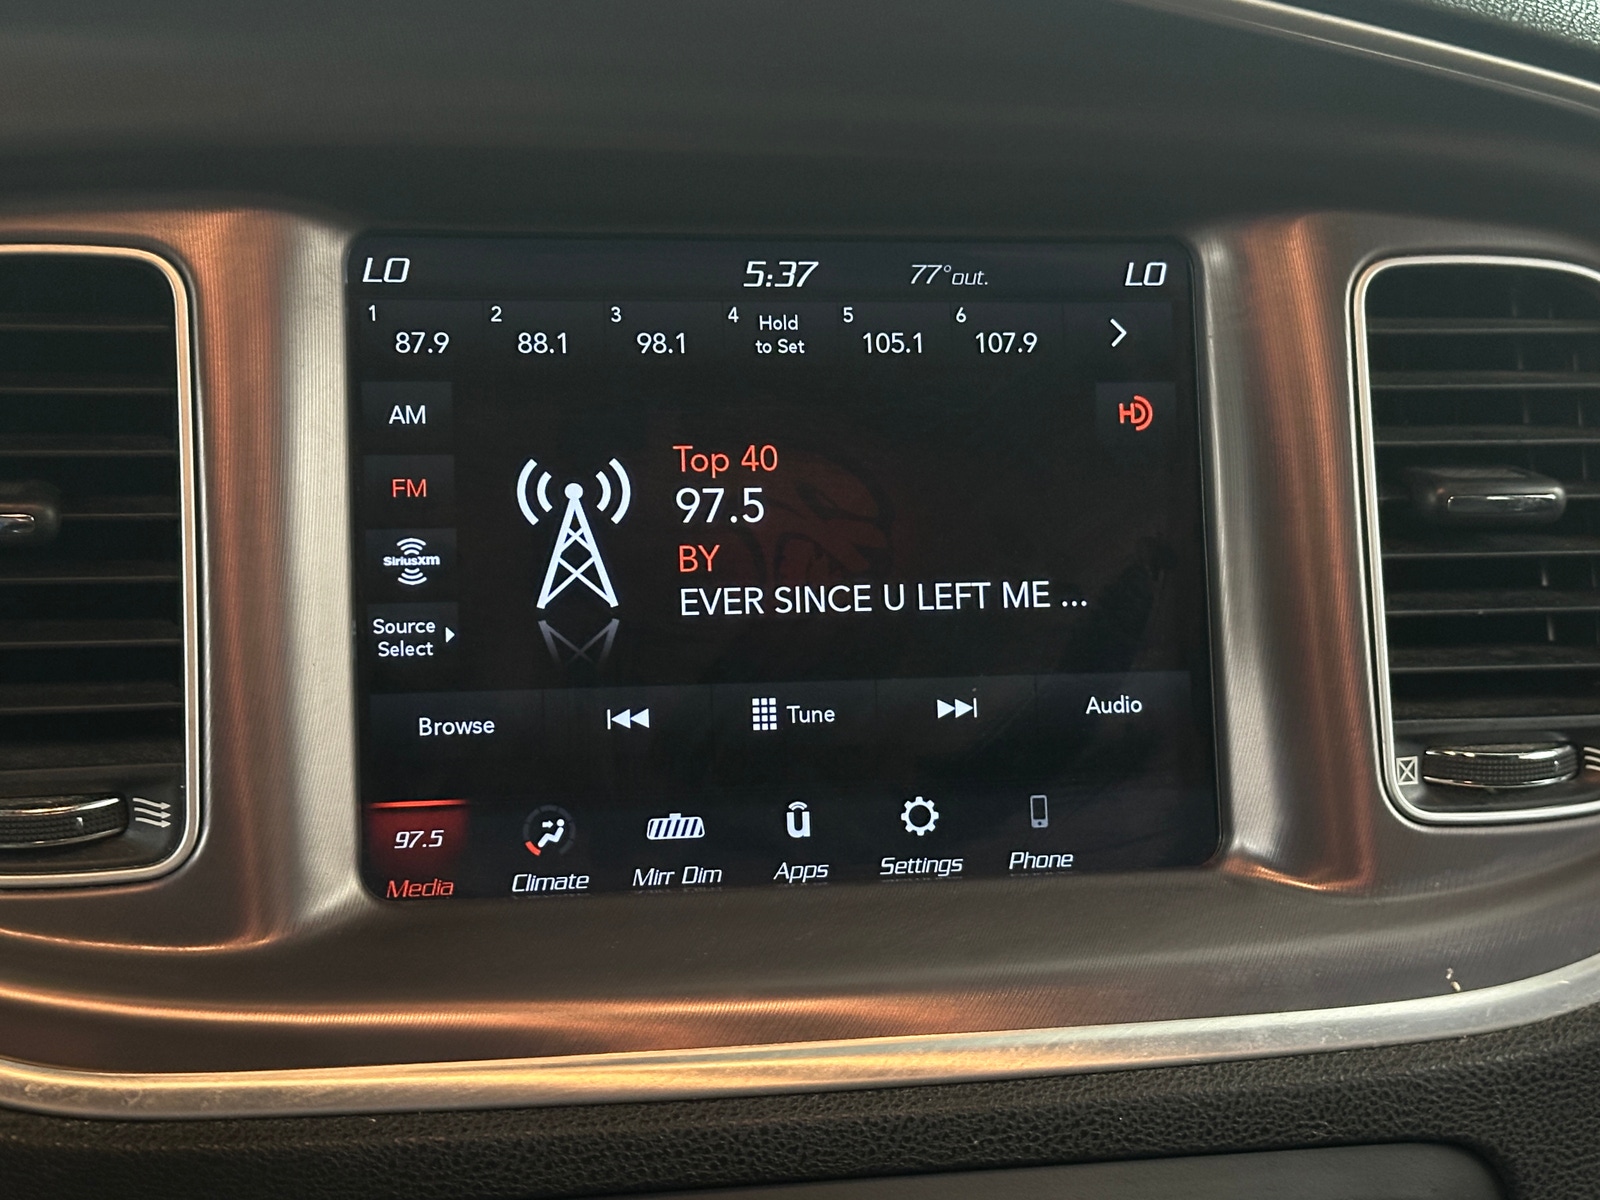 LO 5:37 77°out. LO
1 2 3 4 Hold 5 6
87.9 88.1 98.1 to Set 105.1 107.9
AM
HD
Top 40
FM
97.5
BY
SiriusXM
EVER SINCE U LEFT ME ...
Source
Select
Browse Tune Audio
97.5 u
Media Climate Mirr Dim Apps Settings Phone